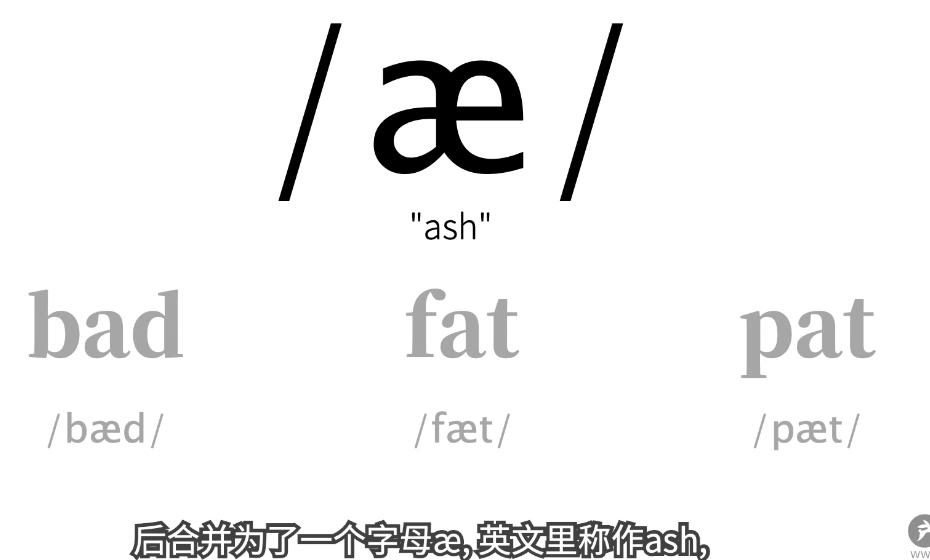 /æ/
"ash"
bad fat pat
/bæd/ /fæt/ /pæt/
后合并为了一个字母æ, 英文里称作ash,